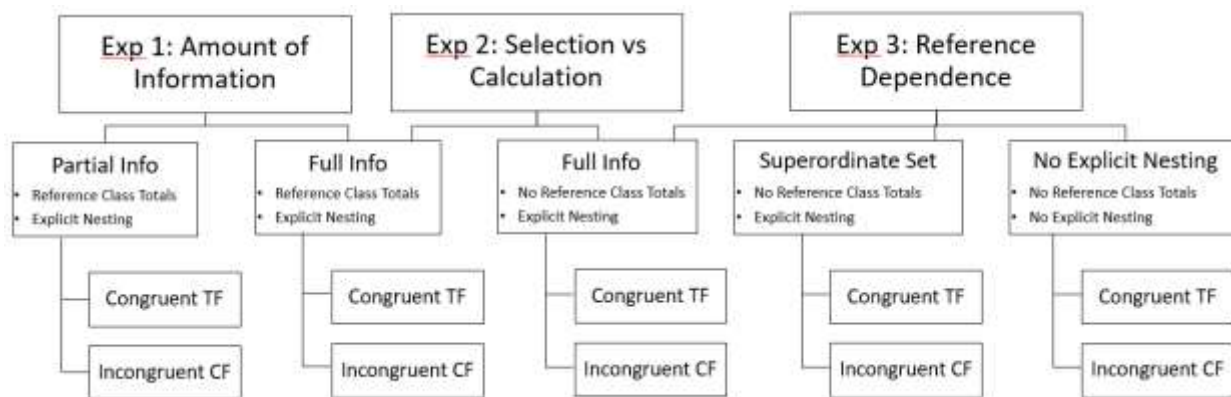 Exp 1: Amount of
Information
Exp 2: Selection vs
Calculation
Exp 3: Reference
Dependence
Partial Info
• Reference Class Totals
• Explicit Nesting
Full Info
• Reference Class Totals
• Explicit Nesting
Full Info
• No Reference Class Totals
• Explicit Nesting
Superordinate Set
• No Reference Class Totals
• Explicit Nesting
No Explicit Nesting
• No Reference Class Totals
• No Explicit Nesting
Congruent TF
Congruent TF
Congruent TF
Congruent TF
Congruent TF
Incongruent CF
Incongruent CF
Incongruent CF
Incongruent CF
Incongruent CF